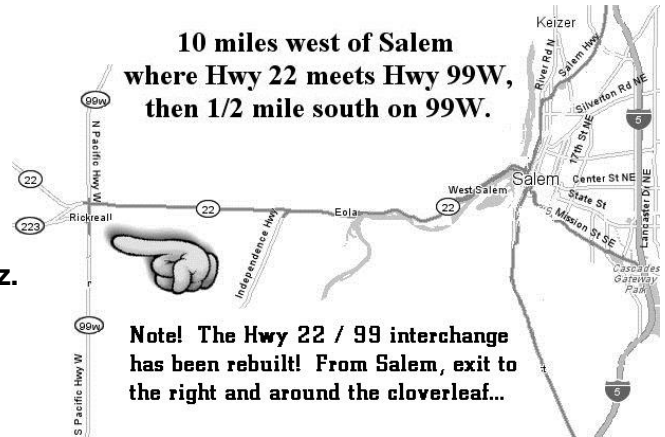 10 miles west of Salem
where Hwy 22 meets Hwy 99W,
then 1/2 mile south on 99W.
Keizer
River Rd N
Salem Hwy
Silverton Rd NE
5
17th St NE
99W
N Pacific Hwy W
22
Center St NE
Salem
West Salem
State St
Lancaster Dr NE
22
Eola
22
Rickreall
223
Mission St SE
Independence Hwy
Cascades
Gateway
Park
z.
99W
S Pacific Hwy W
Note! The Hwy 22 / 99 interchange
has been rebuilt! From Salem, exit to
the right and around the cloverleaf...
5